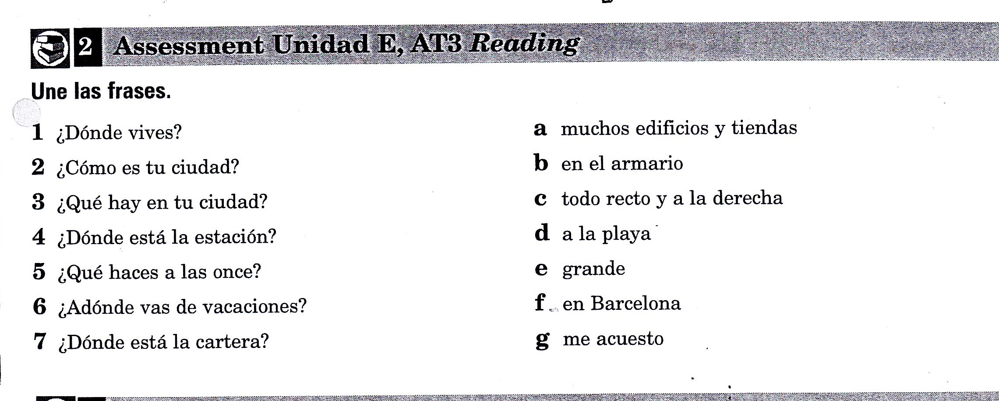 2 Assessment Unidad E, AT3 Reading
Une las frases.
1 ¿Dónde vives?
2 ¿Cómo es tu ciudad?
3 ¿Qué hay en tu ciudad?
4 ¿Dónde está la estación?
5 ¿Qué haces a las once?
6 ¿Adónde vas de vacaciones?
7 ¿Dónde está la cartera?
a muchos edificios y tiendas
b en el armario
c todo recto y a la derecha
d a la playa
e grande
f en Barcelona
g me acuesto